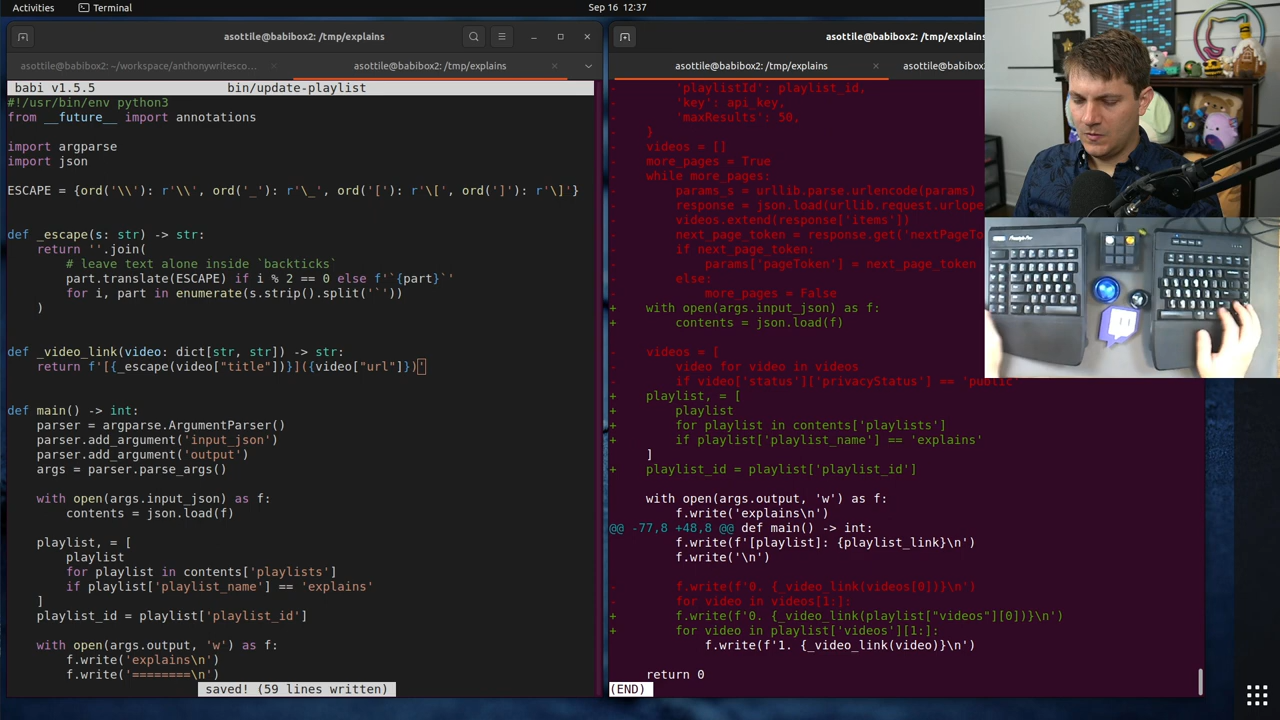 Activities
Terminal
Sep 16 12:37
asottile@babibox2: /tmp/explains
asottile@babibox2: ~/workspace/anthonywritesco…
asottile@babibox2: /tmp/explains
babi v1.5.5 bin/update-playlist
#!/usr/bin/env python3
from __future__ import annotations

import argparse
import json

ESCAPE = {ord('\\'): r'\\', ord('_'): r'\_', ord('['): r'\[', ord(']'): r'\]'}


def _escape(s: str) -> str:
    return ''.join(
        # leave text alone inside `backticks`
        part.translate(ESCAPE) if i % 2 == 0 else f'`{part}`'
        for i, part in enumerate(s.strip().split('`'))
    )


def _video_link(video: dict[str, str]) -> str:
    return f'[{_escape(video["title"])}]({video["url"]})'


def main() -> int:
    parser = argparse.ArgumentParser()
    parser.add_argument('input_json')
    parser.add_argument('output')
    args = parser.parse_args()

    with open(args.input_json) as f:
        contents = json.load(f)

    playlist, = [
        playlist
        for playlist in contents['playlists']
        if playlist['playlist_name'] == 'explains'
    ]
    playlist_id = playlist['playlist_id']

    with open(args.output, 'w') as f:
        f.write('explains\n')
        f.write('========\n')
saved! (59 lines written)
asottile@babibox2: /tmp/explains
asottile@babibox2: /tmp/explains
asottile@babibox2:
-        'playlistId': playlist_id,
-        'key': api_key,
-        'maxResults': 50,
-    }
-    videos = []
-    more_pages = True
-    while more_pages:
-        params_s = urllib.parse.urlencode(params)
-        response = json.load(urllib.request.urlope
-        videos.extend(response['items'])
-        next_page_token = response.get('nextPageTo
-        if next_page_token:
-            params['pageToken'] = next_page_token
-        else:
-            more_pages = False
+    with open(args.input_json) as f:
+        contents = json.load(f)

-    videos = [
-        video for video in videos
-        if video['status']['privacyStatus'] == 'public'
+    playlist, = [
+        playlist
+        for playlist in contents['playlists']
+        if playlist['playlist_name'] == 'explains'
     ]
+    playlist_id = playlist['playlist_id']

     with open(args.output, 'w') as f:
         f.write('explains\n')
@@ -77,8 +48,8 @@ def main() -> int:
         f.write(f'[playlist]: {playlist_link}\n')
         f.write('\n')

-        f.write(f'0. {_video_link(videos[0])}\n')
-        for video in videos[1:]:
+        f.write(f'0. {_video_link(playlist["videos"][0])}\n')
+        for video in playlist['videos'][1:]:
             f.write(f'1. {_video_link(video)}\n')

     return 0
(END)